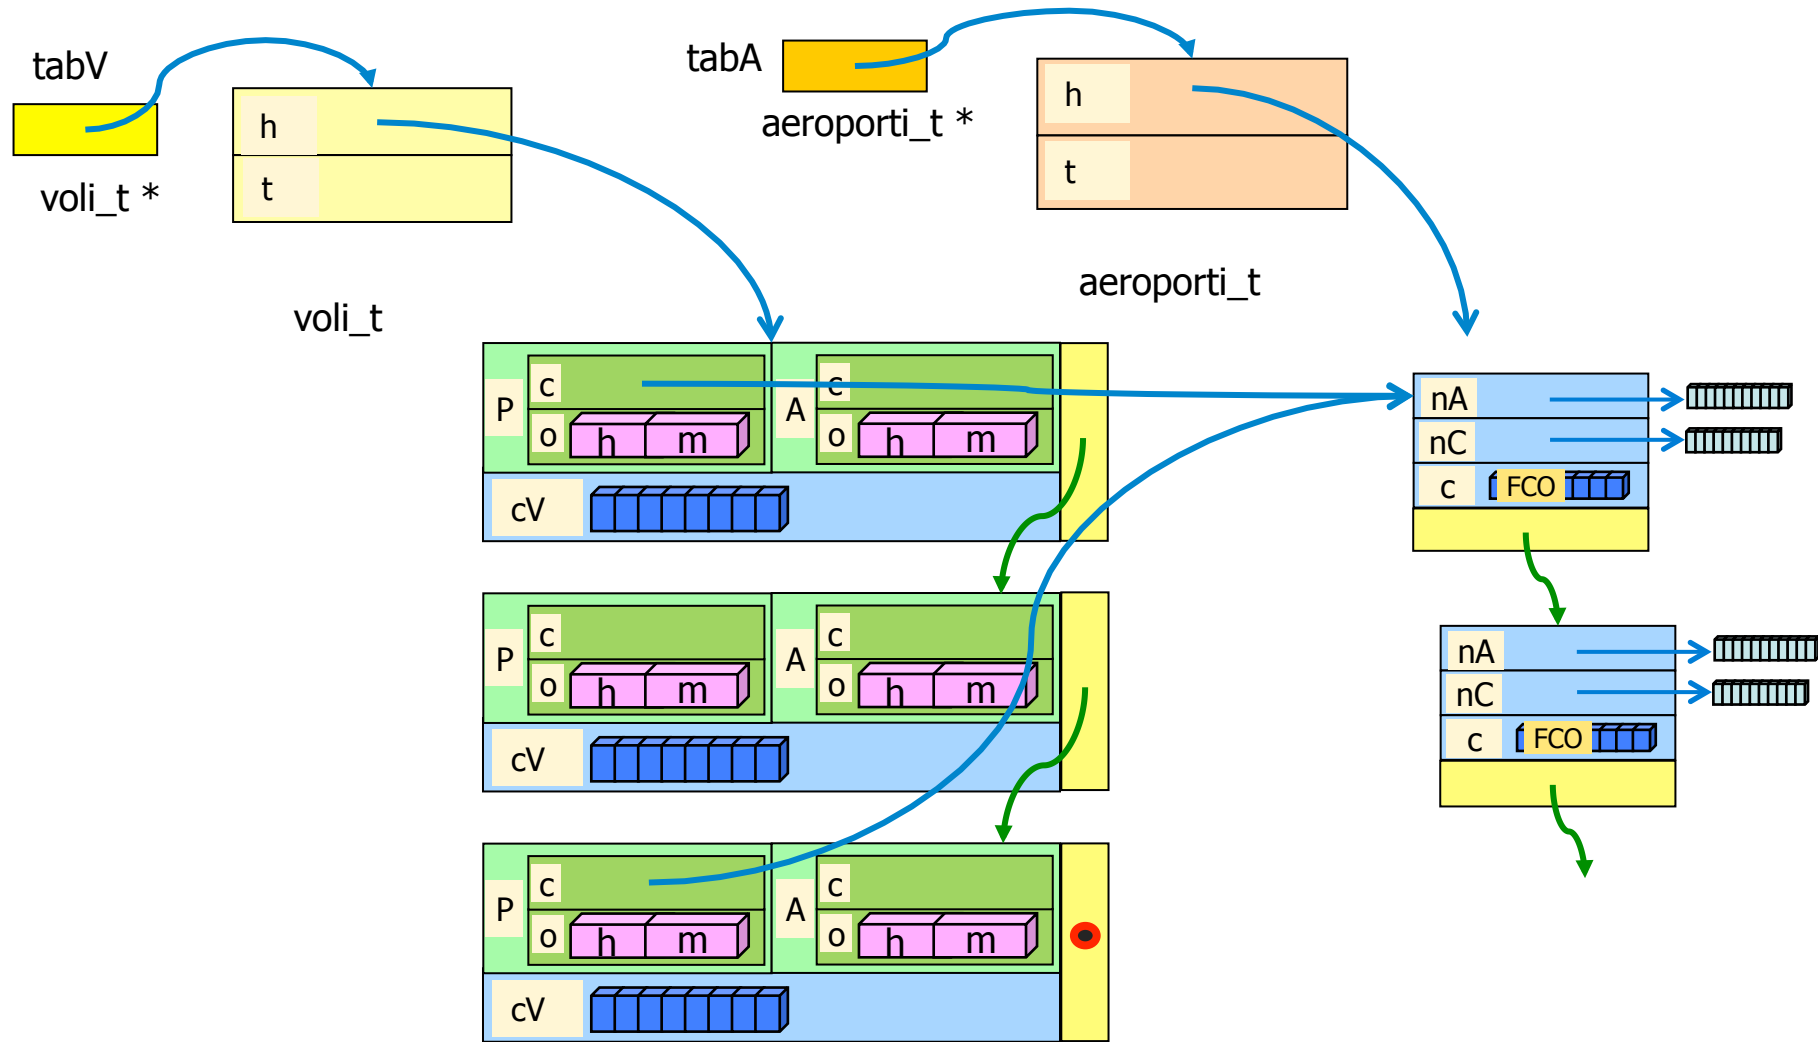 tabV
voli_t *
h
t
voli_t
tabA
aeroporti_t *
h
t
aeroporti_t
P
c
o
h
m
A
c
o
h
m
cV
P
c
o
h
m
A
c
o
h
m
cV
P
c
o
h
m
A
c
o
h
m
cV
nA
nC
c
FCO
nA
nC
c
FCO